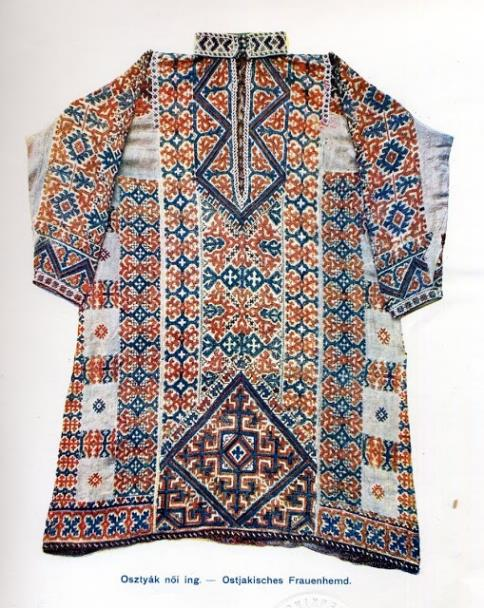 Osztyák női ing. — Ostjakisches Frauenhemd.